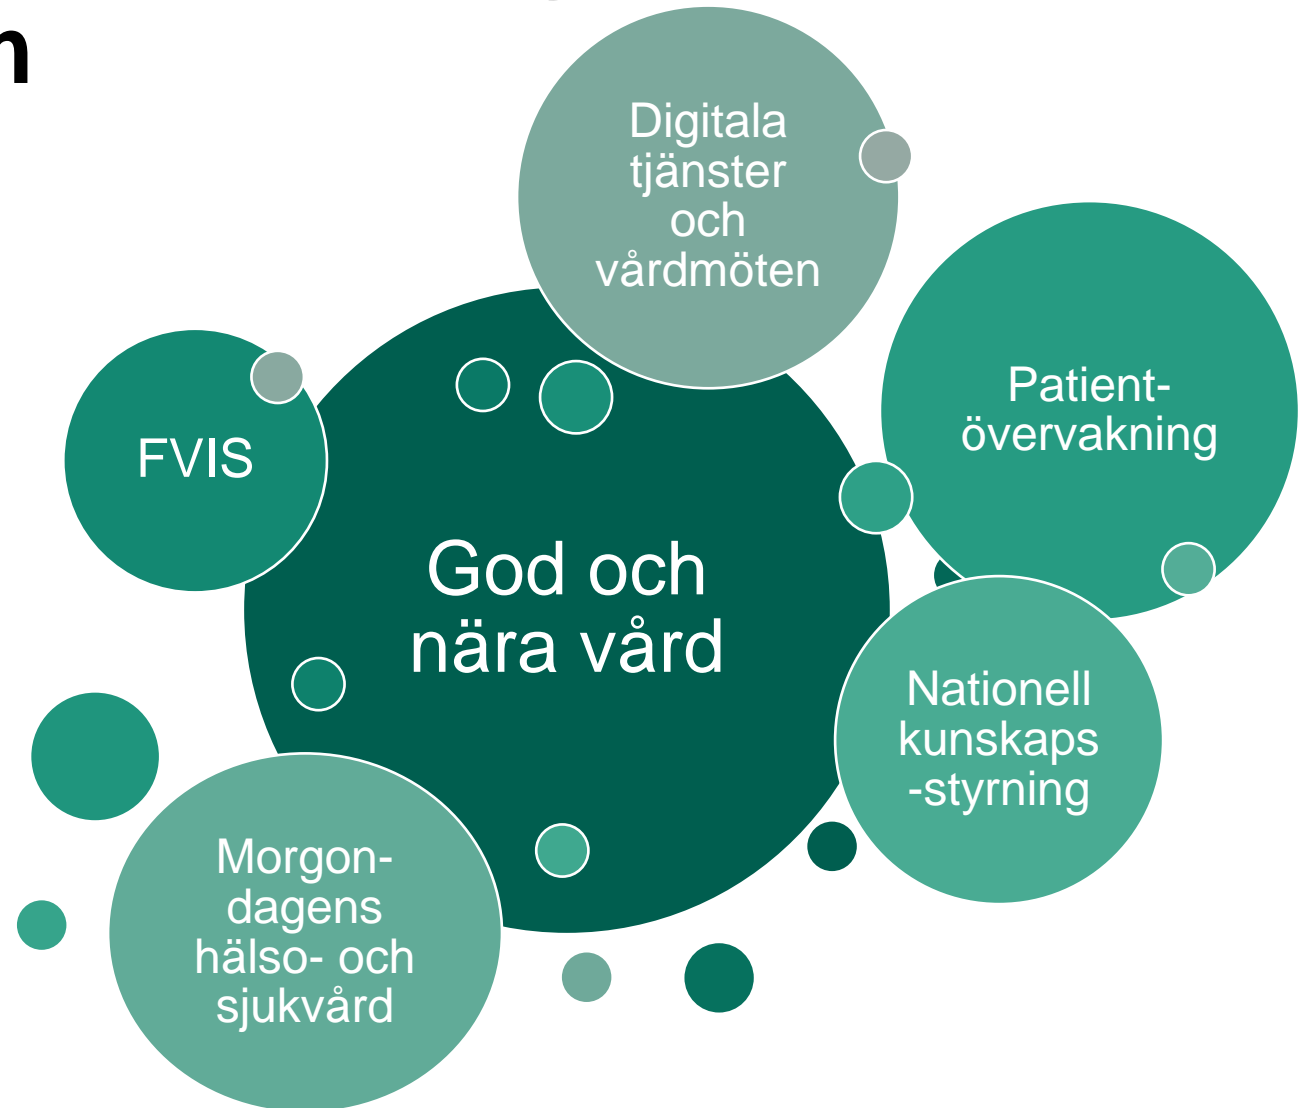 Digitala
tjänster
och
vårdmöten
Patient-
övervakning
FVIS
God och
nära vård
Nationell
kunskaps
-styrning
Morgon-
dagens
hälso- och
sjukvård